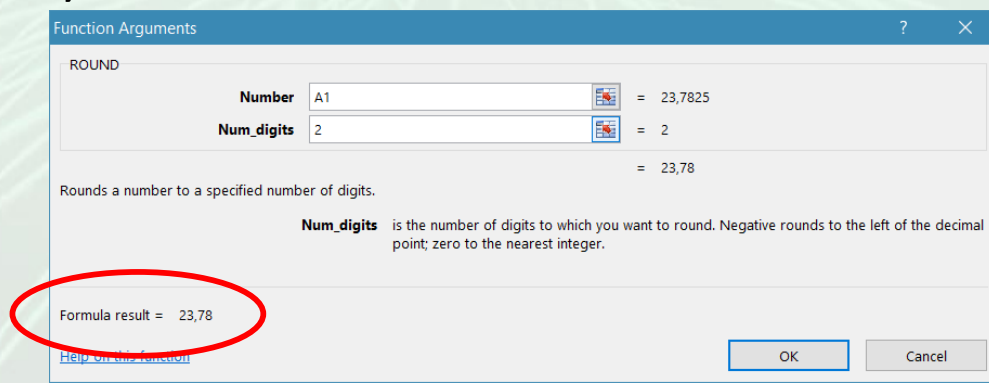 Function Arguments ?
ROUND
Number A1 = 23,7825
Num_digits 2 = 2
= 23,78
Rounds a number to a specified number of digits.
Num_digits is the number of digits to which you want to round. Negative rounds to the left of the decimal
point; zero to the nearest integer.
Formula result = 23,78
Help on this function
OK Cancel